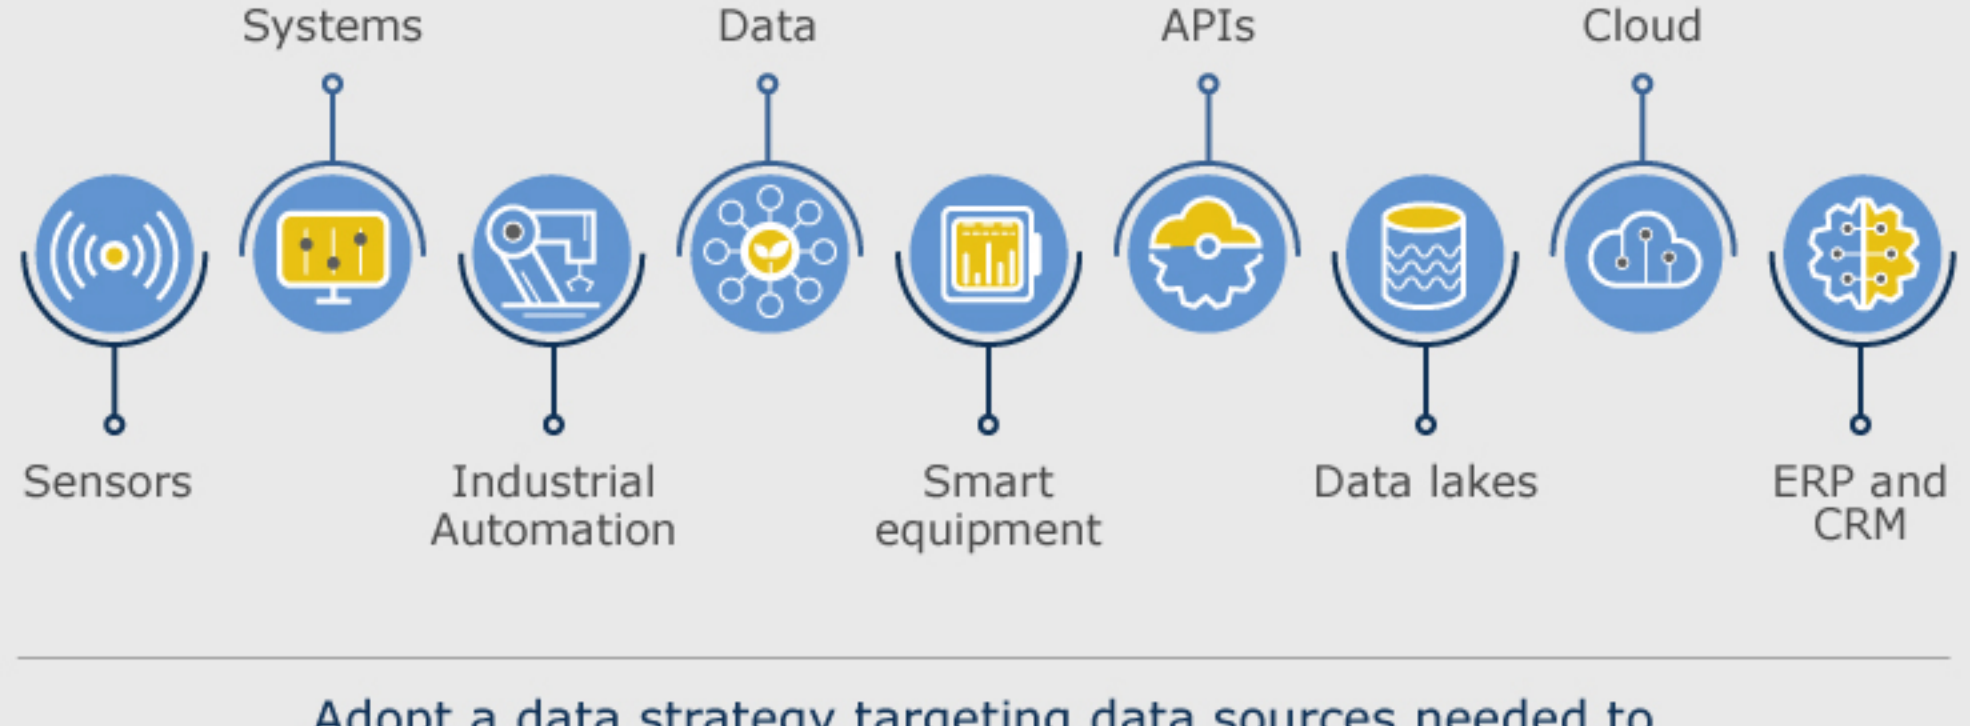 Systems
Data
APIs
Cloud
Sensors
Industrial
Automation
Smart
equipment
Data lakes
ERP and
CRM
Adopt a data strategy targeting data sources needed to